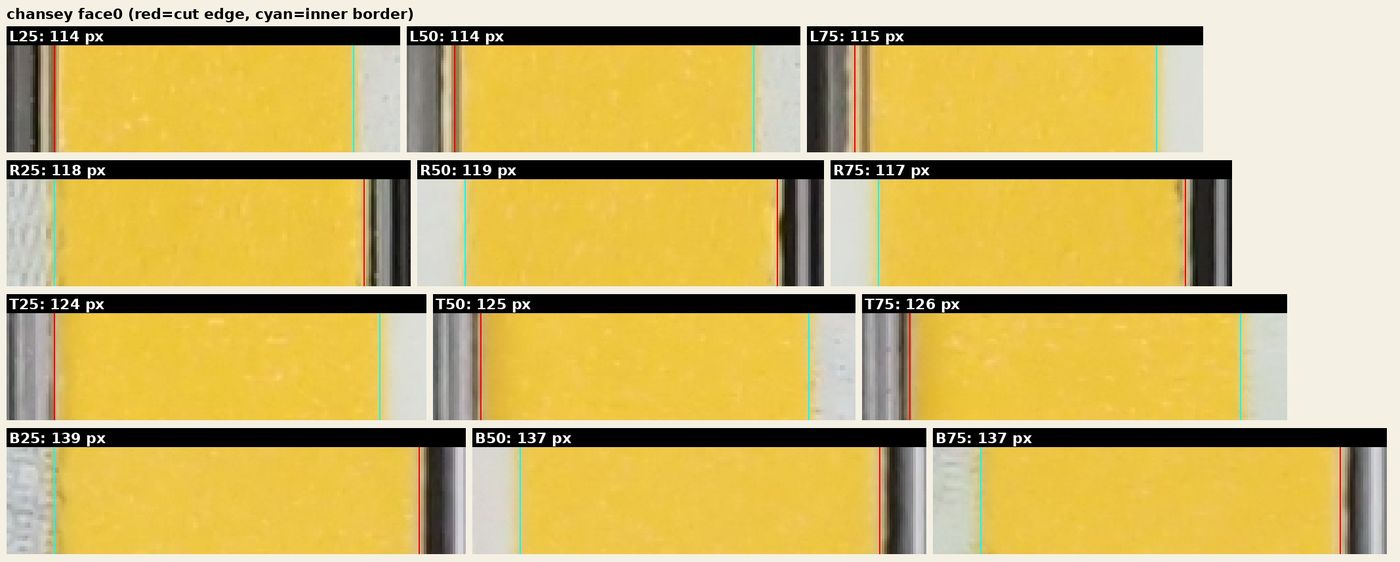 chansey face0 (red=cut edge, cyan=inner border)
L25: 114 px
L50: 114 px
L75: 115 px
R25: 118 px
R50: 119 px
R75: 117 px
T25: 124 px
T50: 125 px
T75: 126 px
B25: 139 px
B50: 137 px
B75: 137 px